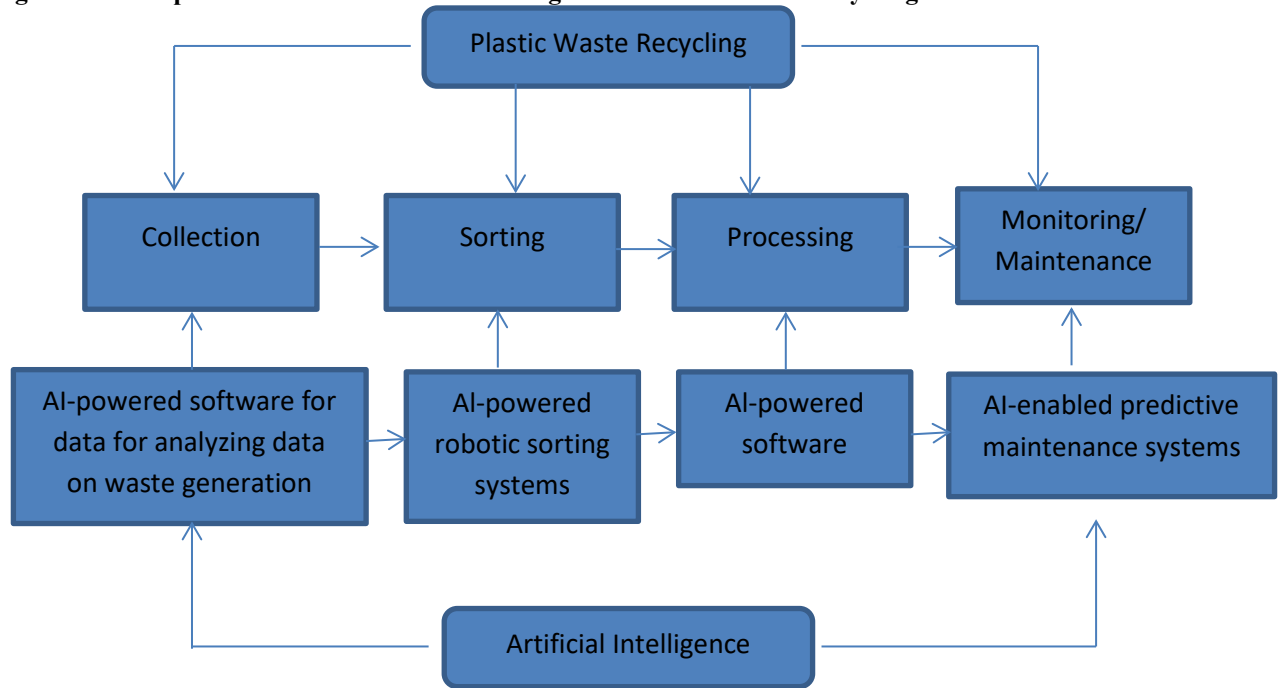 Plastic Waste Recycling
Collection
Sorting
Processing
Monitoring/
Maintenance
AI-powered software for
data for analyzing data
on waste generation
AI-powered
robotic sorting
systems
AI-powered
software
AI-enabled predictive
maintenance systems
Artificial Intelligence